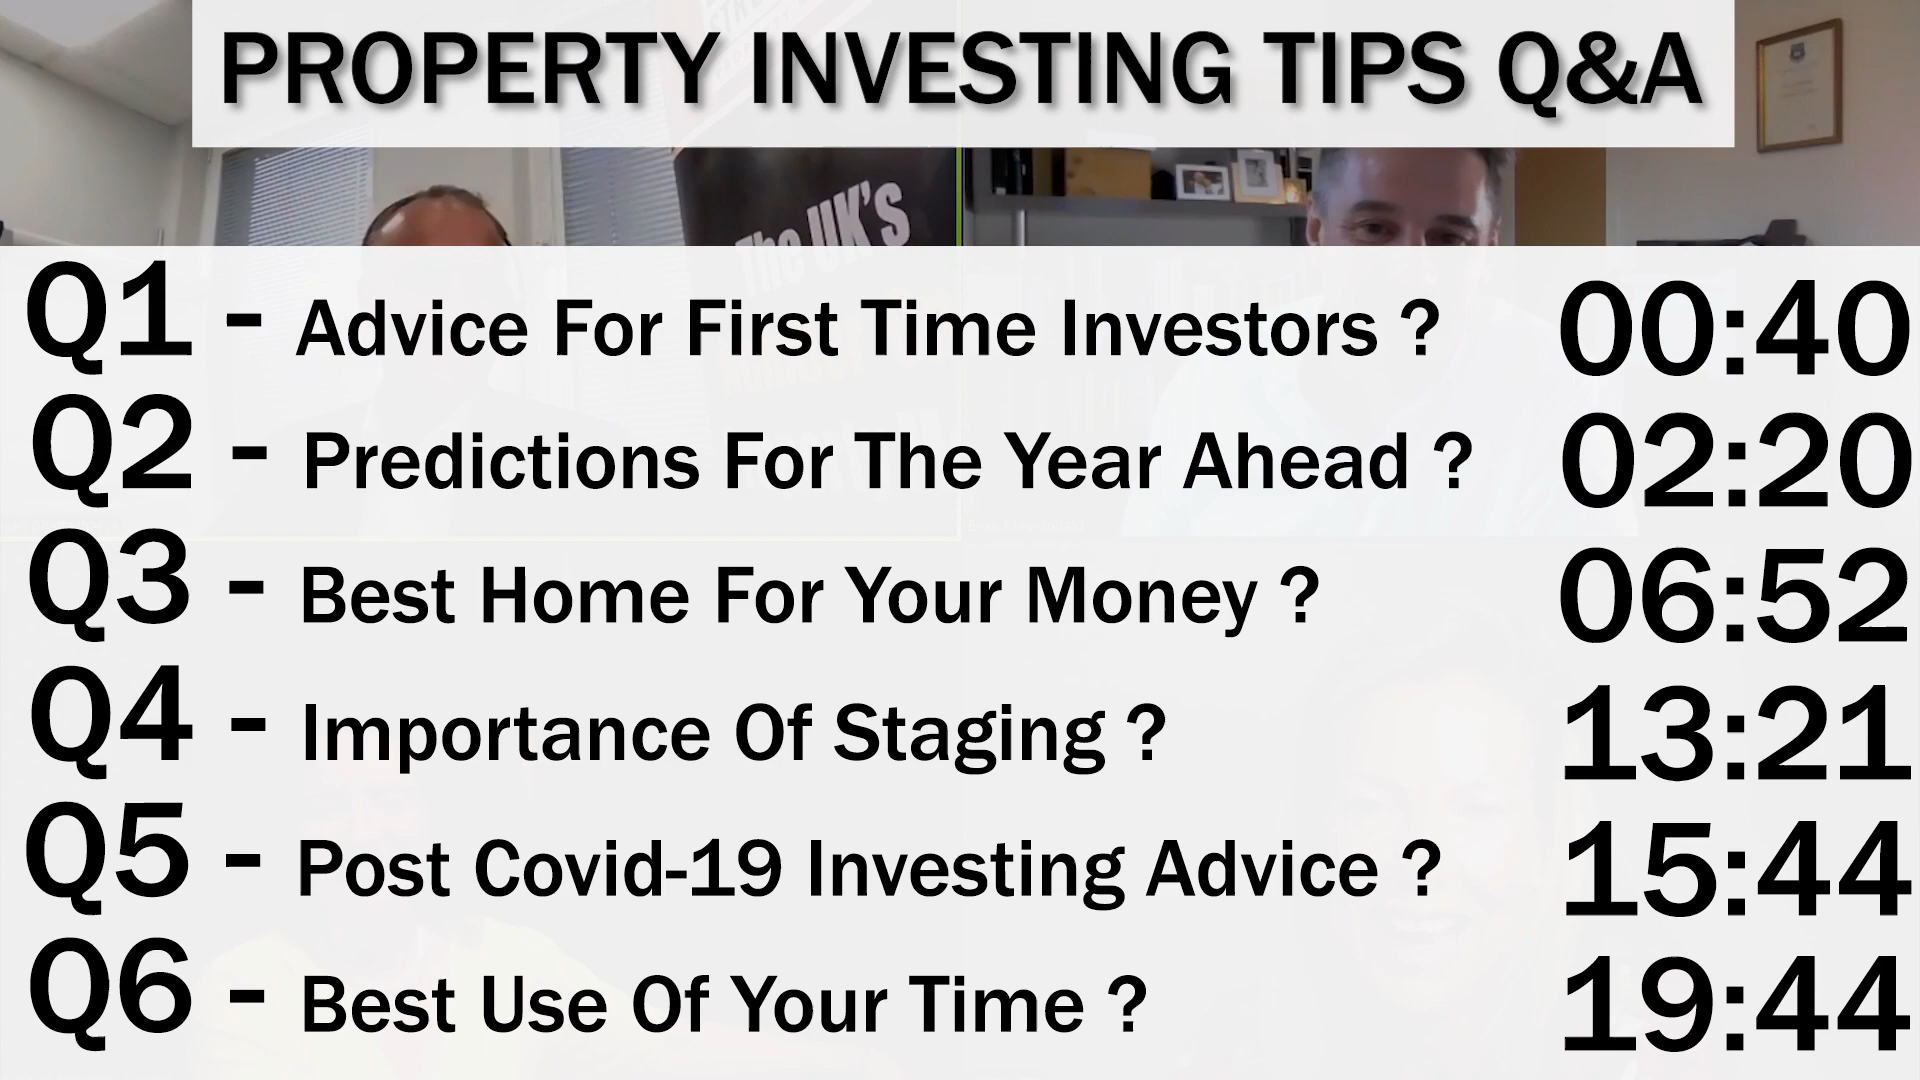 PROPERTY INVESTING TIPS Q&A
The UK'S
Q1 - Advice For First Time Investors ? 00:40
Q2 - Predictions For The Year Ahead ? 02:20
Q3 - Best Home For Your Money ? 06:52
Q4 - Importance Of Staging ? 13:21
Q5 - Post Covid-19 Investing Advice ? 15:44
Q6 - Best Use Of Your Time ? 19:44